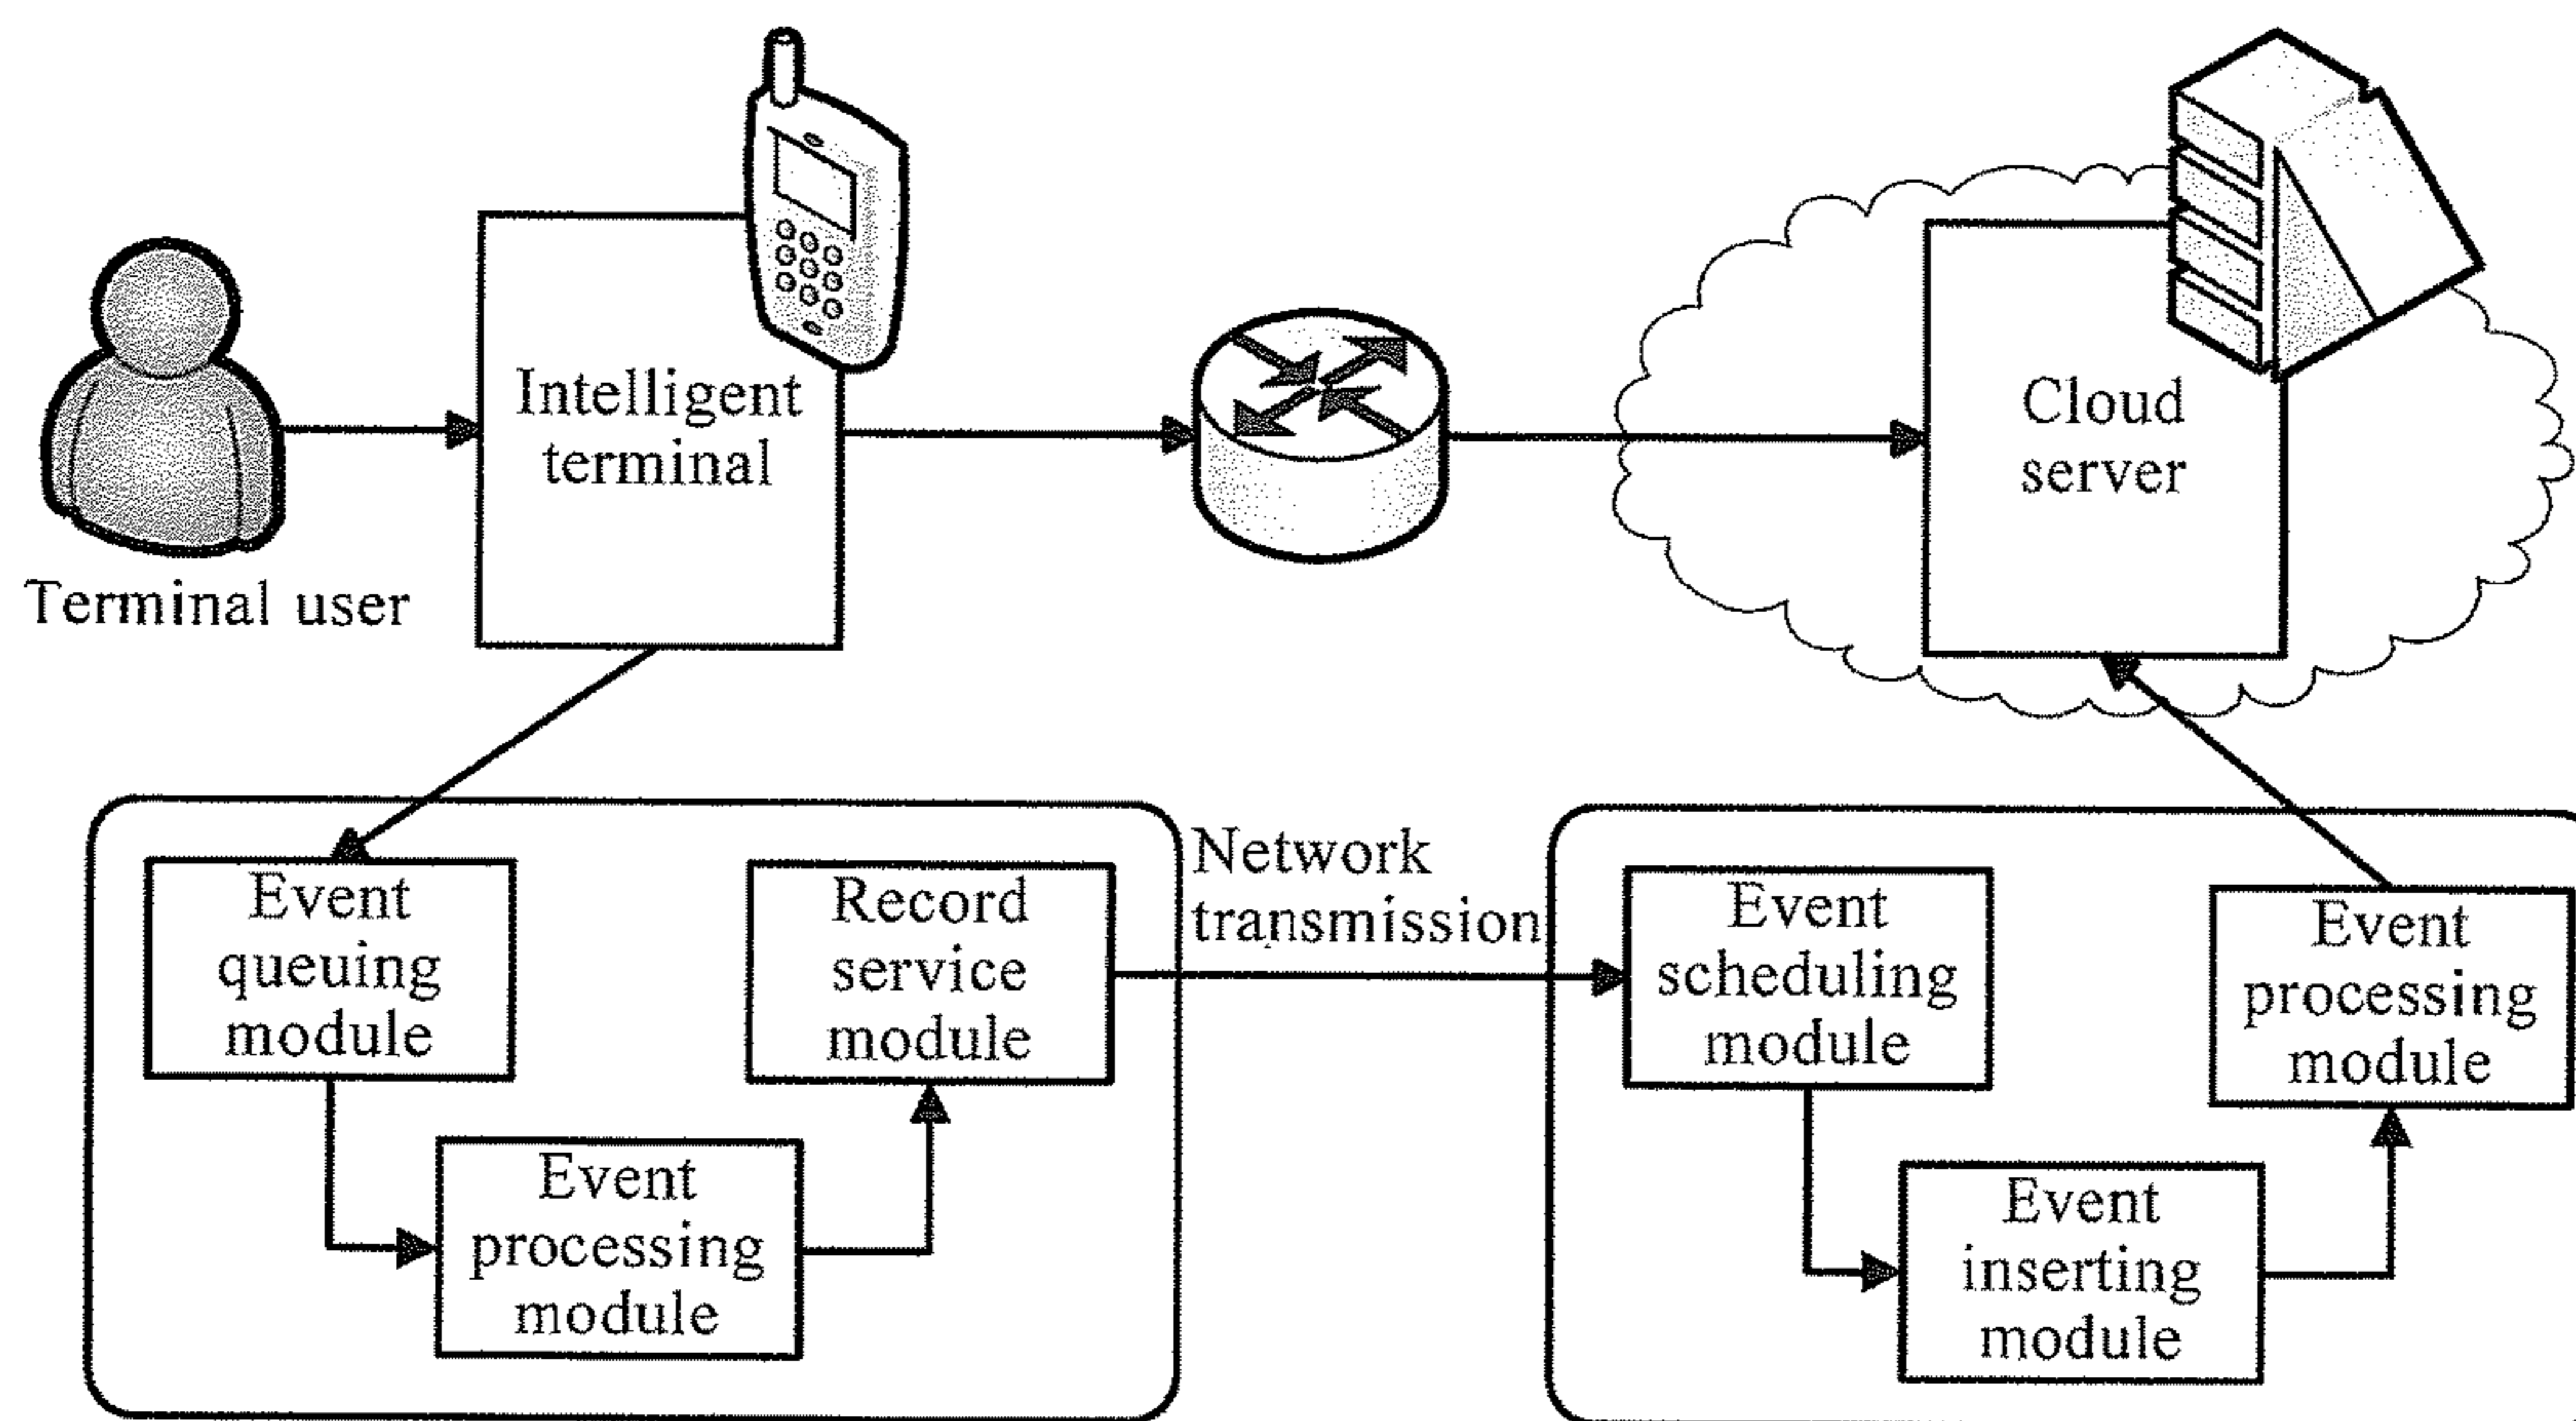 Intelligent
terminal
Cloud
server
Terminal user
Event
queuing
module
Record
service
module
Network
transmission
Event
scheduling
module
Event
processing
module
Event
processing
module
Event
inserting
module